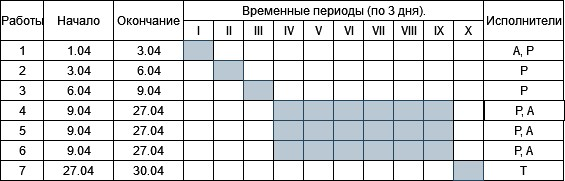 Работы Начало Окончание Временные периоды (по 3 дня). Исполнители
I II III IV V VI VII VIII IX X
1 1.04 3.04 А, Р
2 3.04 6.04 Р
3 6.04 9.04 Р
4 9.04 27.04 Р, А
5 9.04 27.04 Р, А
6 9.04 27.04 Р, А
7 27.04 30.04 Т